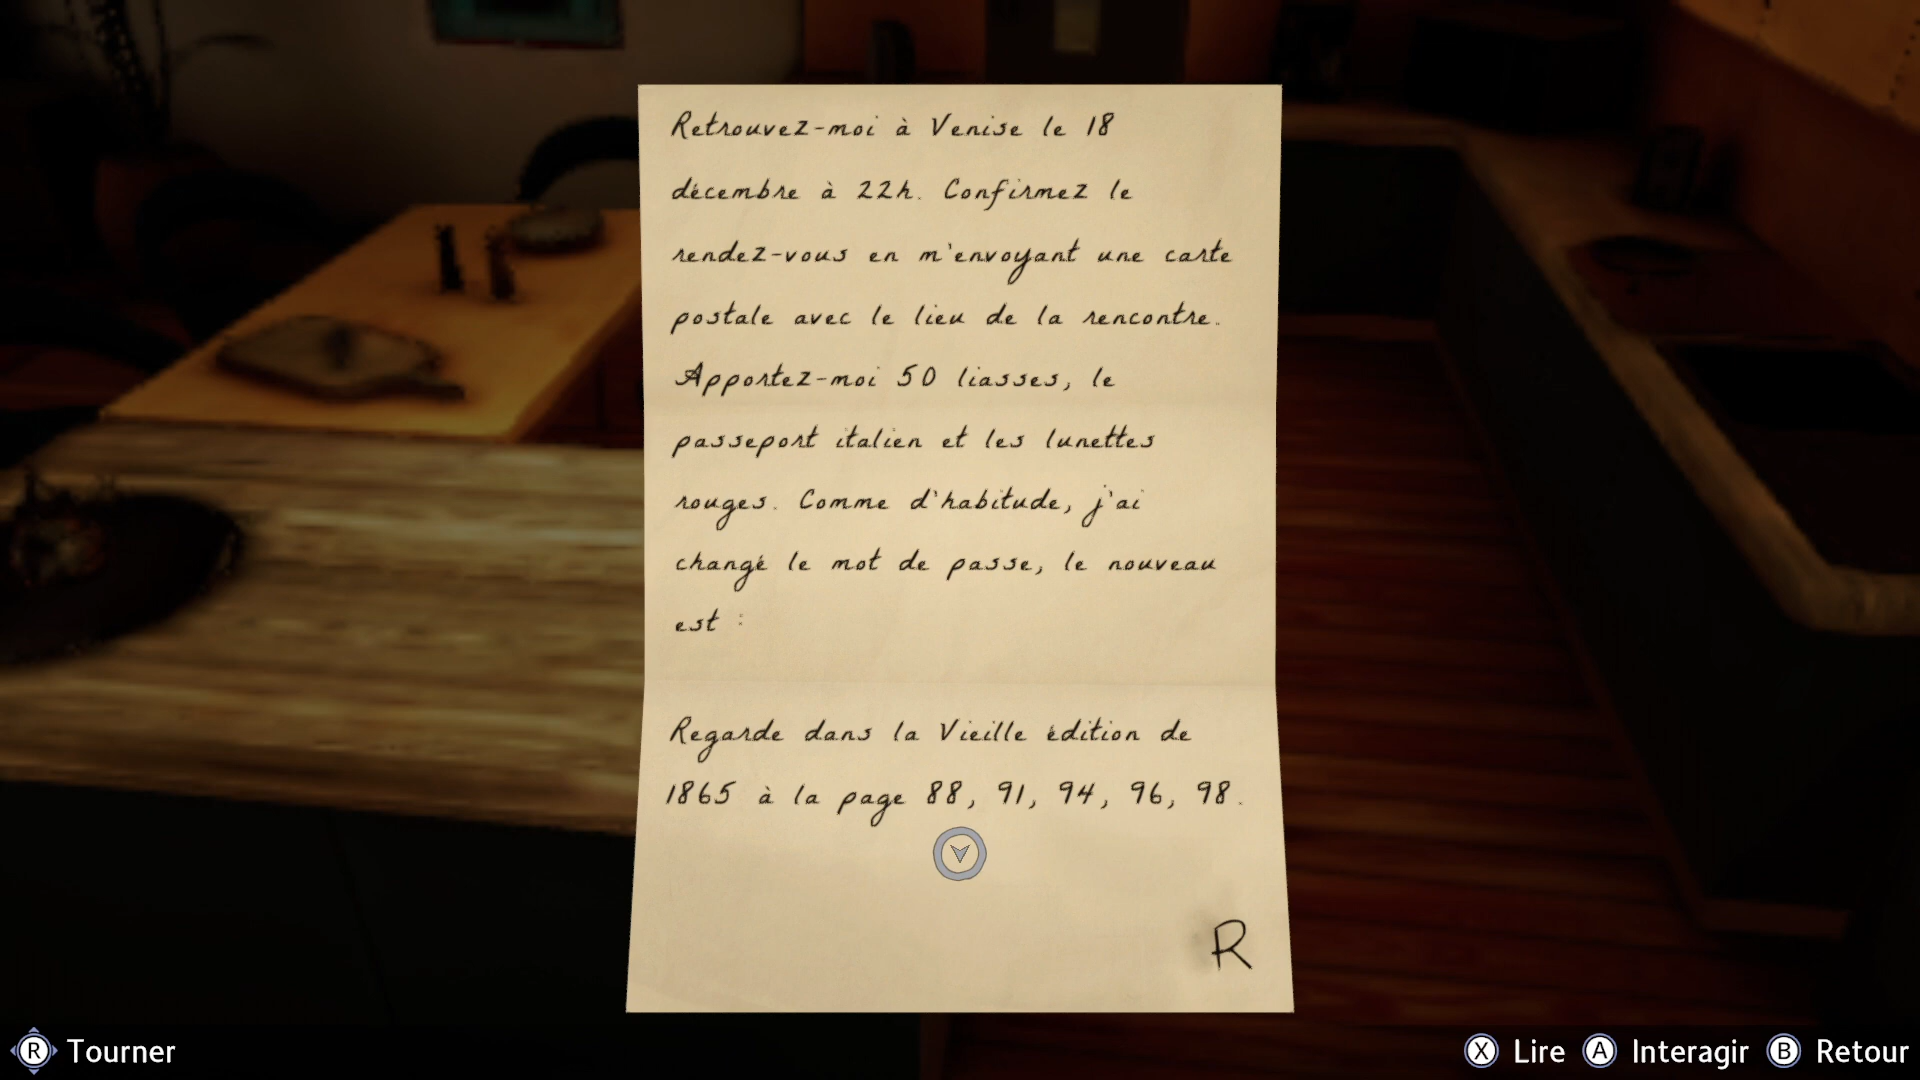 Retrouvez-moi à Venise le 18
décembre à 22h. Confirmez le
rendez-vous en m'envoyant une carte
postale avec le lieu de la rencontre.
Apportez-moi 50 liasses, le
passeport italien et les lunettes
rouges. Comme d'habitude, j'ai
changé le mot de passe, le nouveau
est :
Regarde dans la Vieille édition de
1865 à la page 88, 91, 94, 96, 98.
R
R Tourner
X Lire A Interagir B Retour